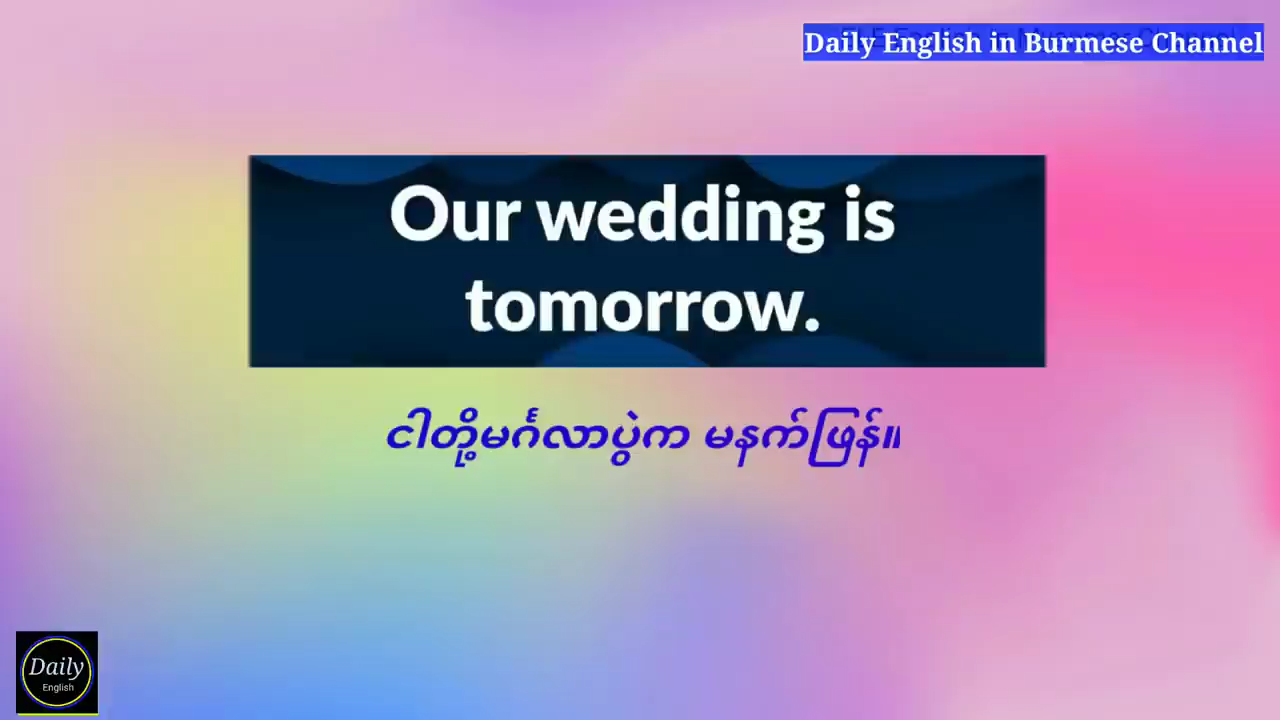 Daily English in Burmese Channel
Our wedding is
tomorrow.
ငါတို့မင်္ဂလာပွဲက မနက်ဖြန်။
Daily
English